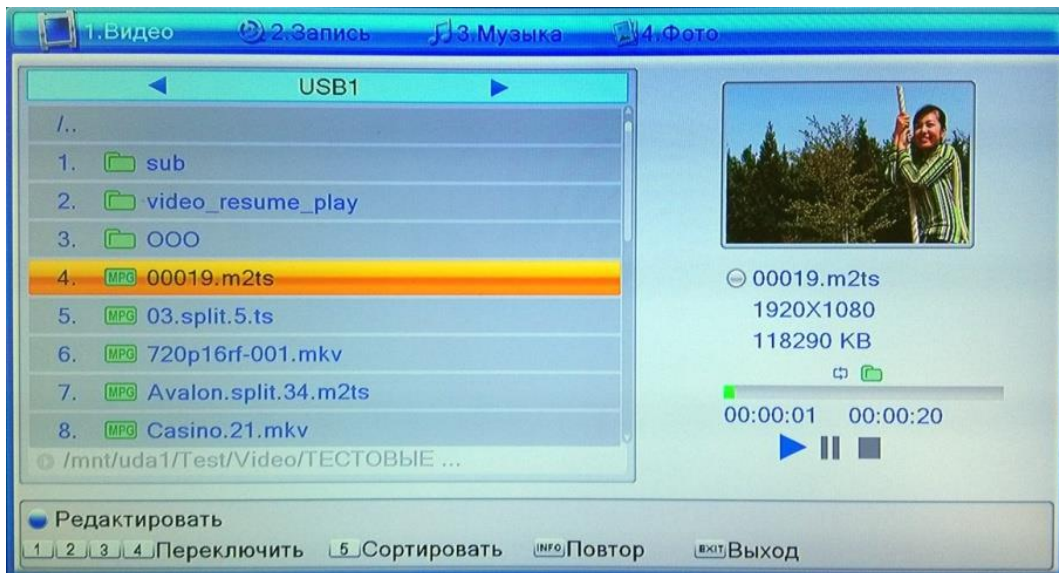 1.Видео 2.Запись 3.Музыка 4.Фото
USB1
/..
1. sub
2. video_resume_play
3. OOO
4. MPG 00019.m2ts
5. MPG 03.split.5.ts
6. MPG 720p16rf-001.mkv
7. MPG Avalon.split.34.m2ts
8. MPG Casino.21.mkv
/mnt/uda1/Test/Video/ТЕСТОВЫЕ ...
00019.m2ts
1920X1080
118290 KB
00:00:01 00:00:20
Редактировать
1 2 3 4 Переключить 5 Сортировать INFO Повтор EXIT Выход